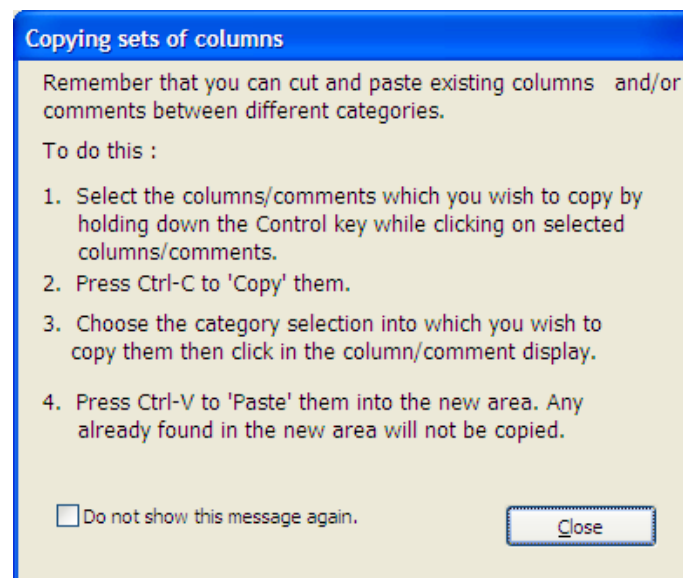 Copying sets of columns
Remember that you can cut and paste existing columns and/or
comments between different categories.
To do this :
1. Select the columns/comments which you wish to copy by
holding down the Control key while clicking on selected
columns/comments.
2. Press Ctrl-C to 'Copy' them.
3. Choose the category selection into which you wish to
copy them then click in the column/comment display.
4. Press Ctrl-V to 'Paste' them into the new area. Any
already found in the new area will not be copied.
Do not show this message again.
Close